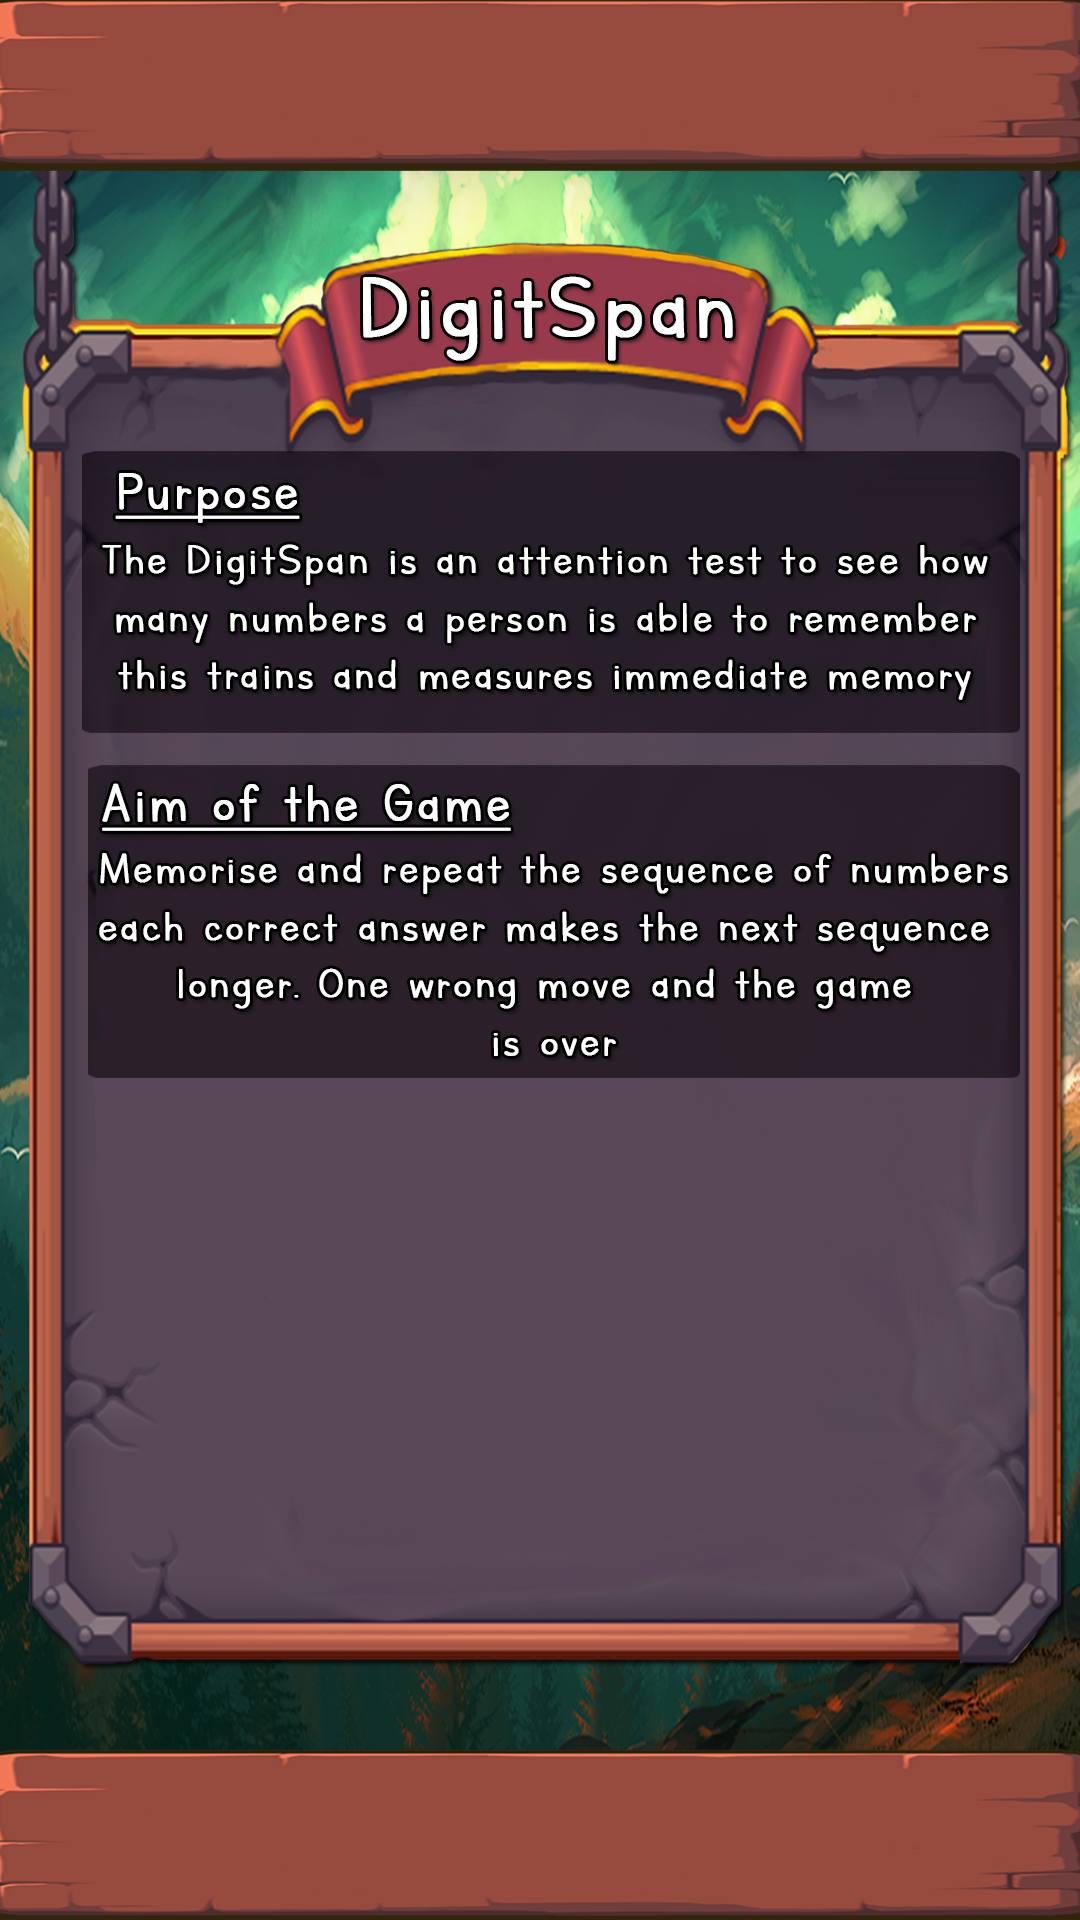 DigitSpan
Purpose
The DigitSpan is an attention test to see how
many numbers a person is able to remember
this trains and measures immediate memory
Aim of the Game
Memorise and repeat the sequence of numbers
each correct answer makes the next sequence
longer. One wrong move and the game
is over